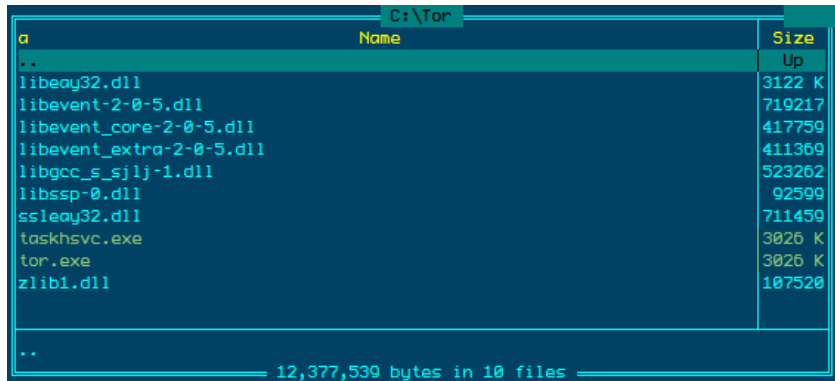 C:\Tor
a Name Size
.. Up
libeay32.dll 3122 K
libevent-2-0-5.dll 719217
libevent_core-2-0-5.dll 417759
libevent_extra-2-0-5.dll 411369
libgcc_s_sjlj-1.dll 523262
libssp-0.dll 92599
ssleay32.dll 711459
taskhsvc.exe 3026 K
tor.exe 3026 K
zlib1.dll 107520
..
12,377,539 bytes in 10 files